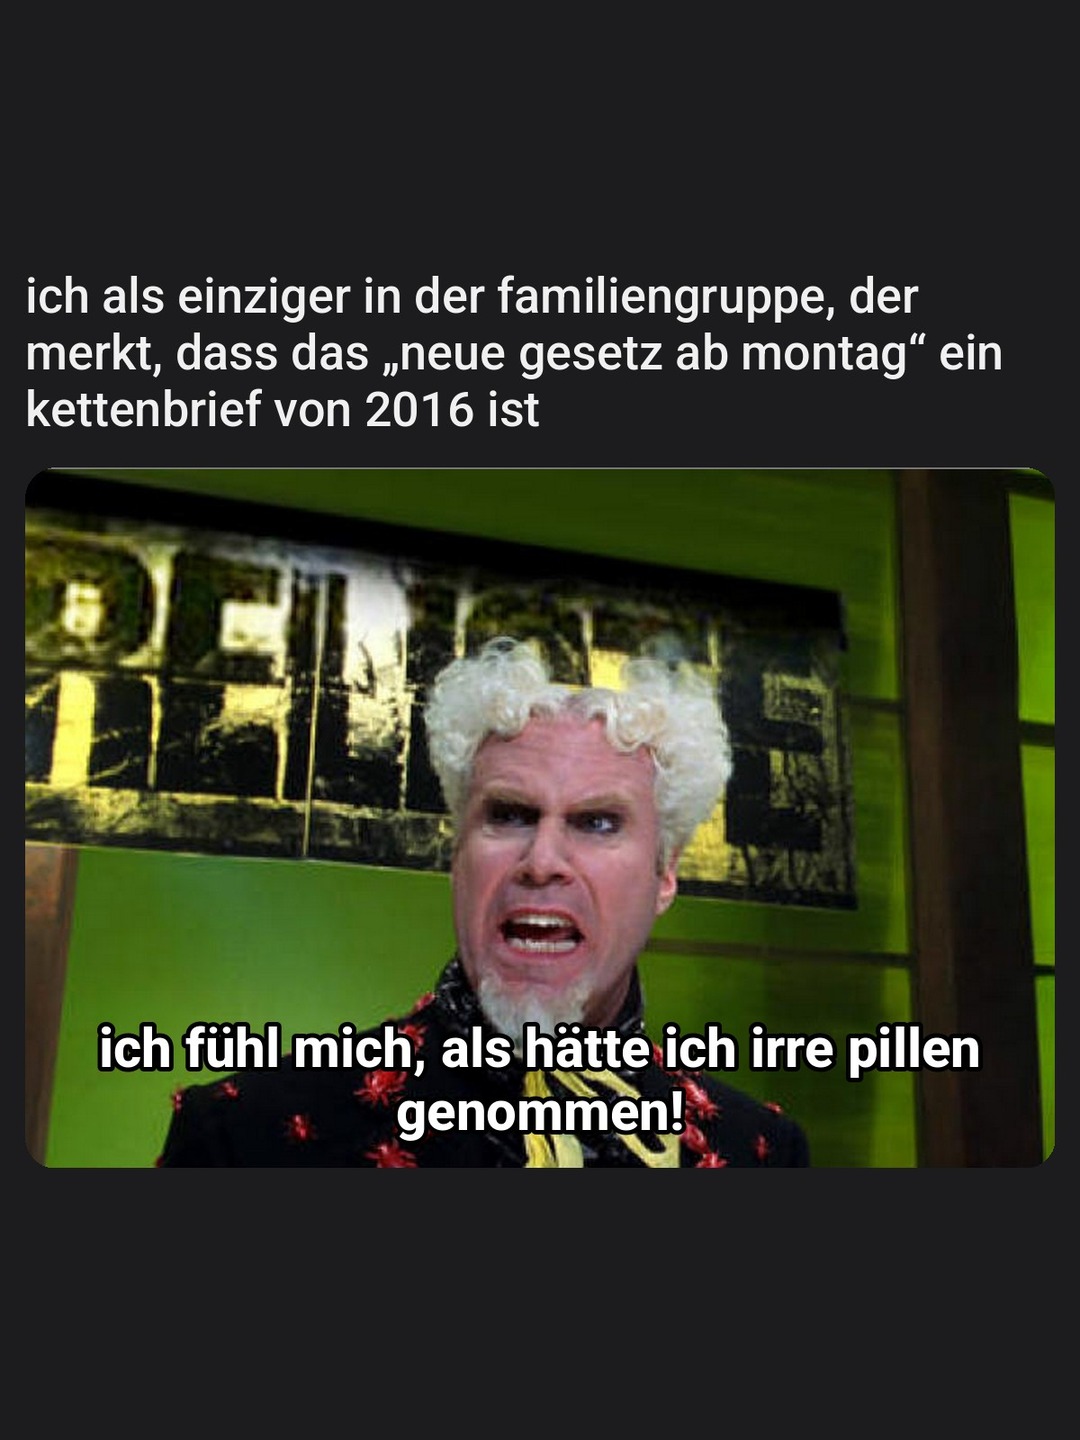 ich als einziger in der familiengruppe, der
merkt, dass das „neue gesetz ab montag“ ein
kettenbrief von 2016 ist
ich fühl mich, als hätte ich irre pillen
genommen!